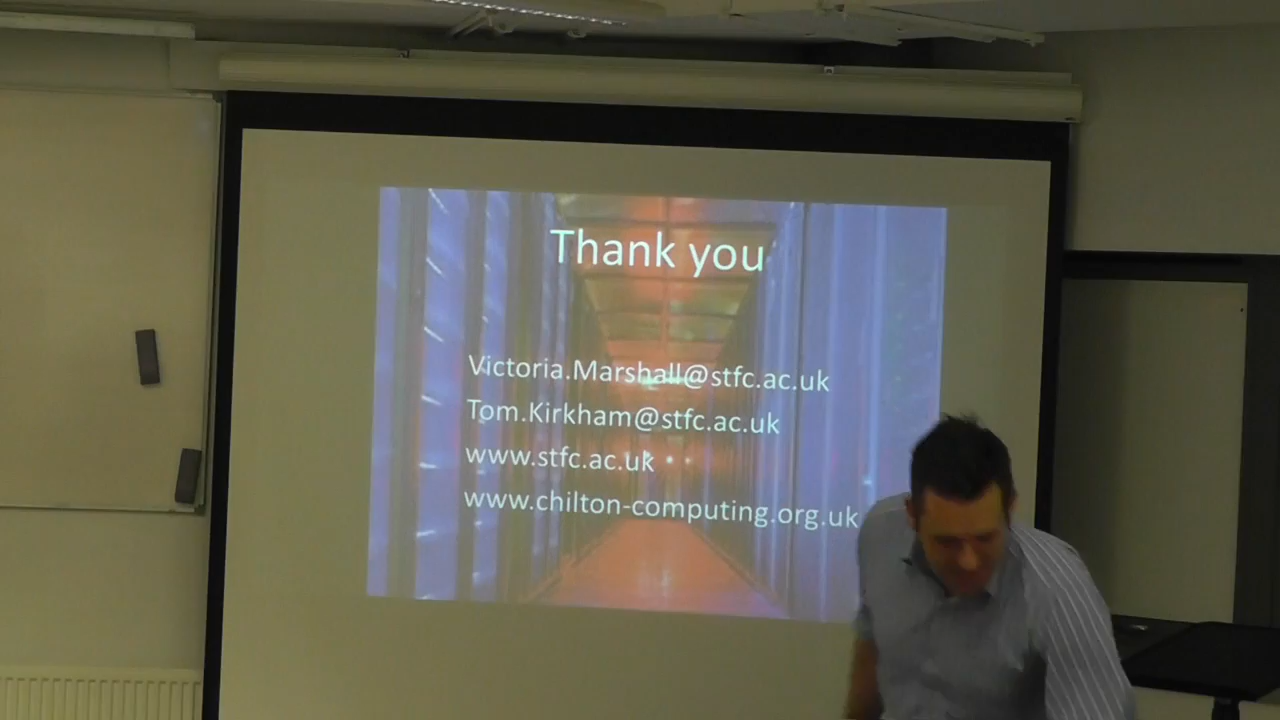 Thank you
Victoria.Marshall@stfc.ac.uk
Tom.Kirkham@stfc.ac.uk
www.stfc.ac.uk
www.chilton-computing.org.uk